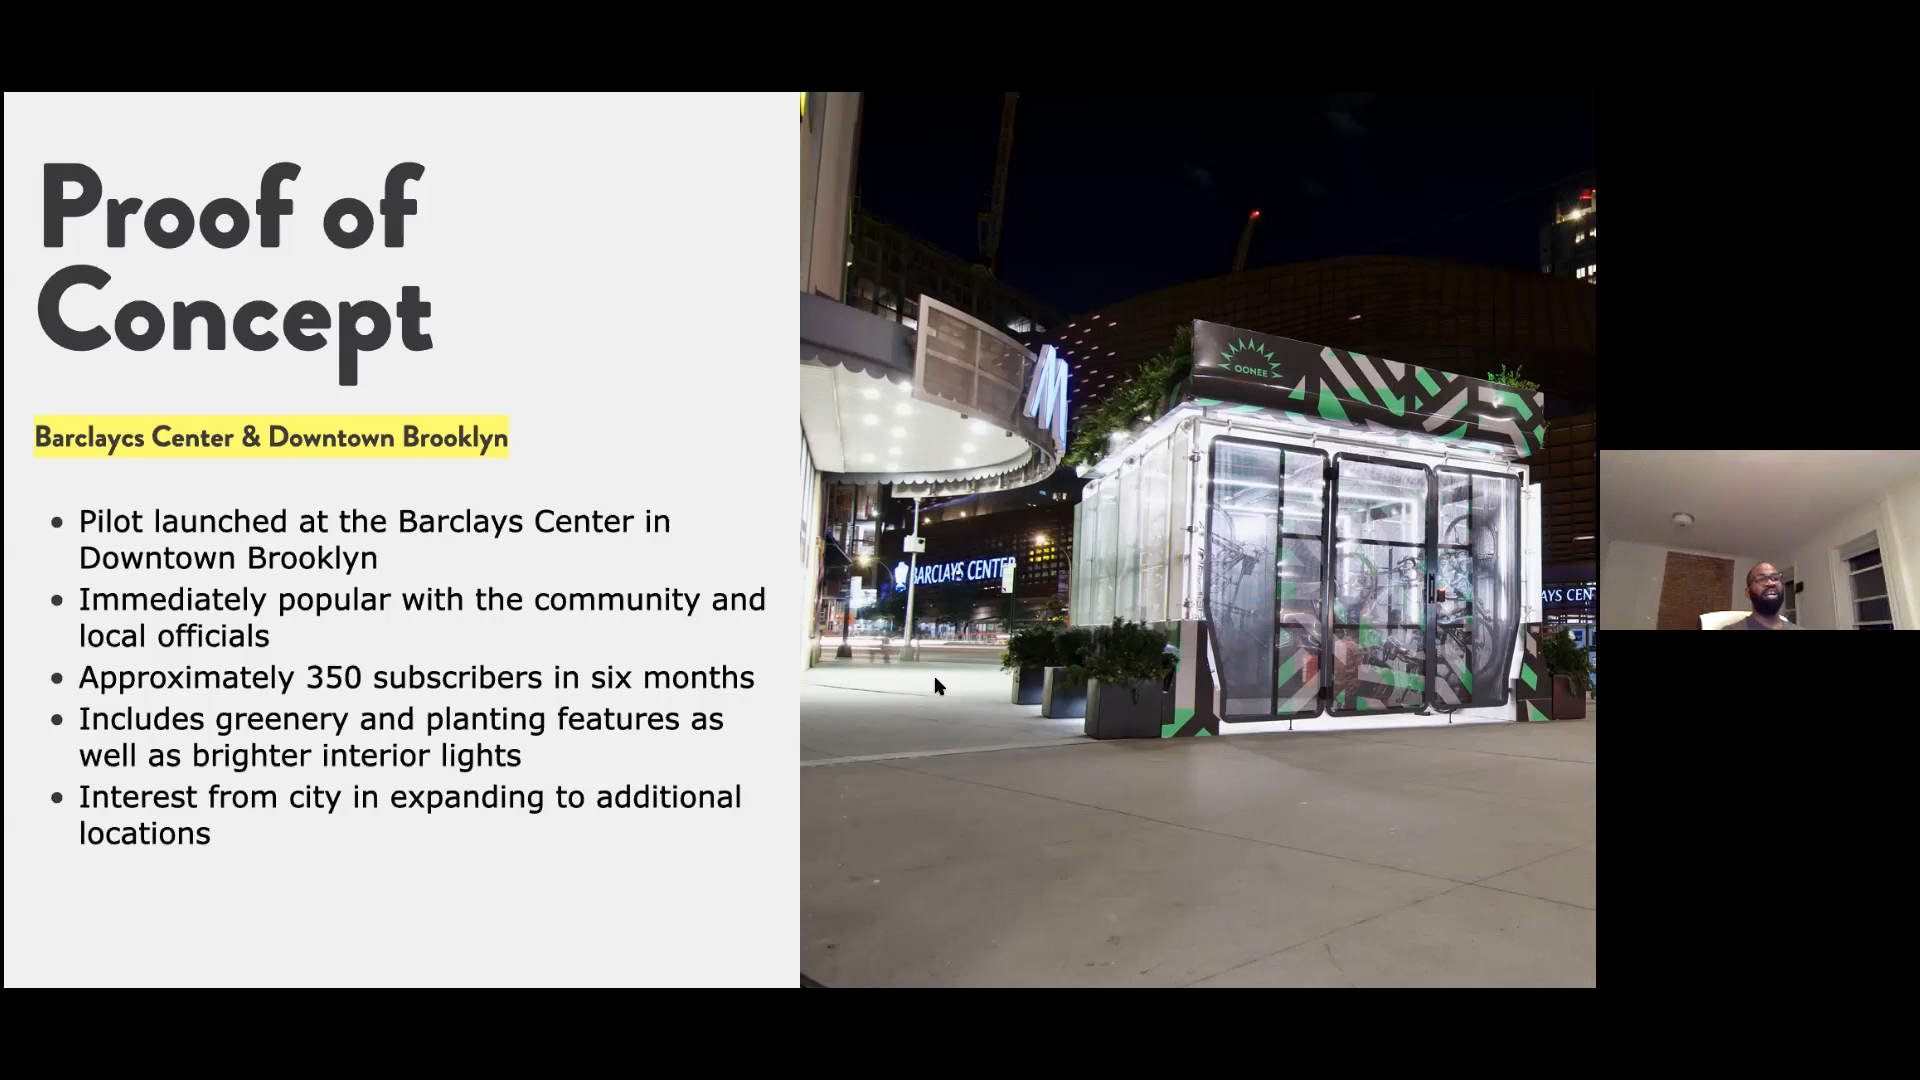 Proof of
Concept
Barclaycs Center & Downtown Brooklyn
• Pilot launched at the Barclays Center in
Downtown Brooklyn
• Immediately popular with the community and
local officials
• Approximately 350 subscribers in six months
• Includes greenery and planting features as
well as brighter interior lights
• Interest from city in expanding to additional
locations
OONEE
M
BARCLAYS CENTER
AYS CEN